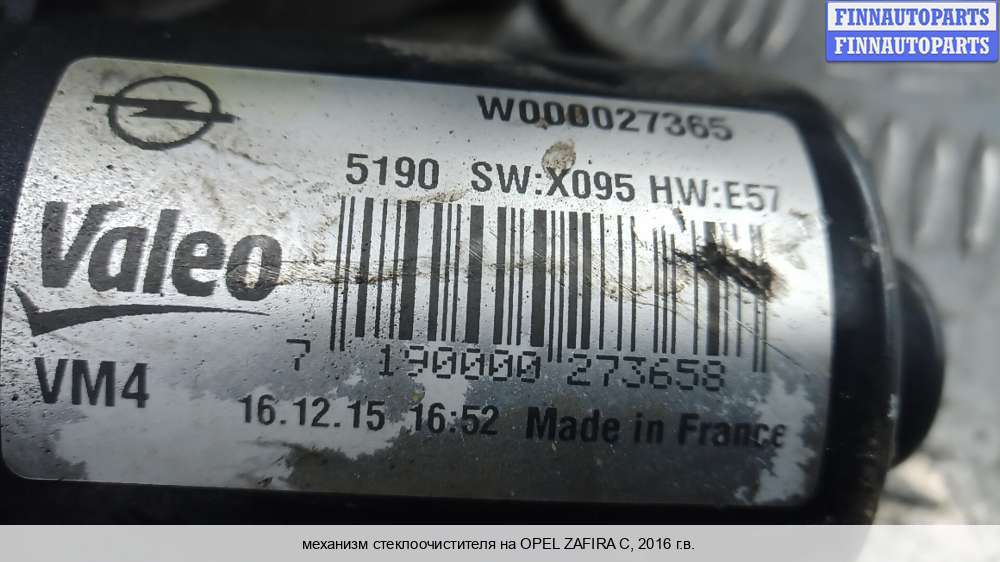 FINNAUTOPARTS
FINNAUTOPARTS
W000027365
5190 SW:X095 HW:E57
Valeo
7 190000 273658
VM4
16.12.15 16:52 Made in France
механизм стеклоочистителя на OPEL ZAFIRA C, 2016 г.в.